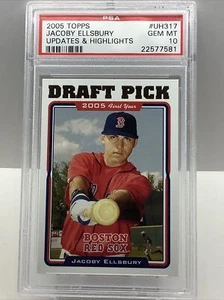 PSA
2005 TOPPS #UH317
JACOBY ELLSBURY GEM MT
UPDATES & HIGHLIGHTS 10
22577581
DRAFT PICK
2005 First Year
B
BOSTON
RED SOX
JACOBY ELLSBURY